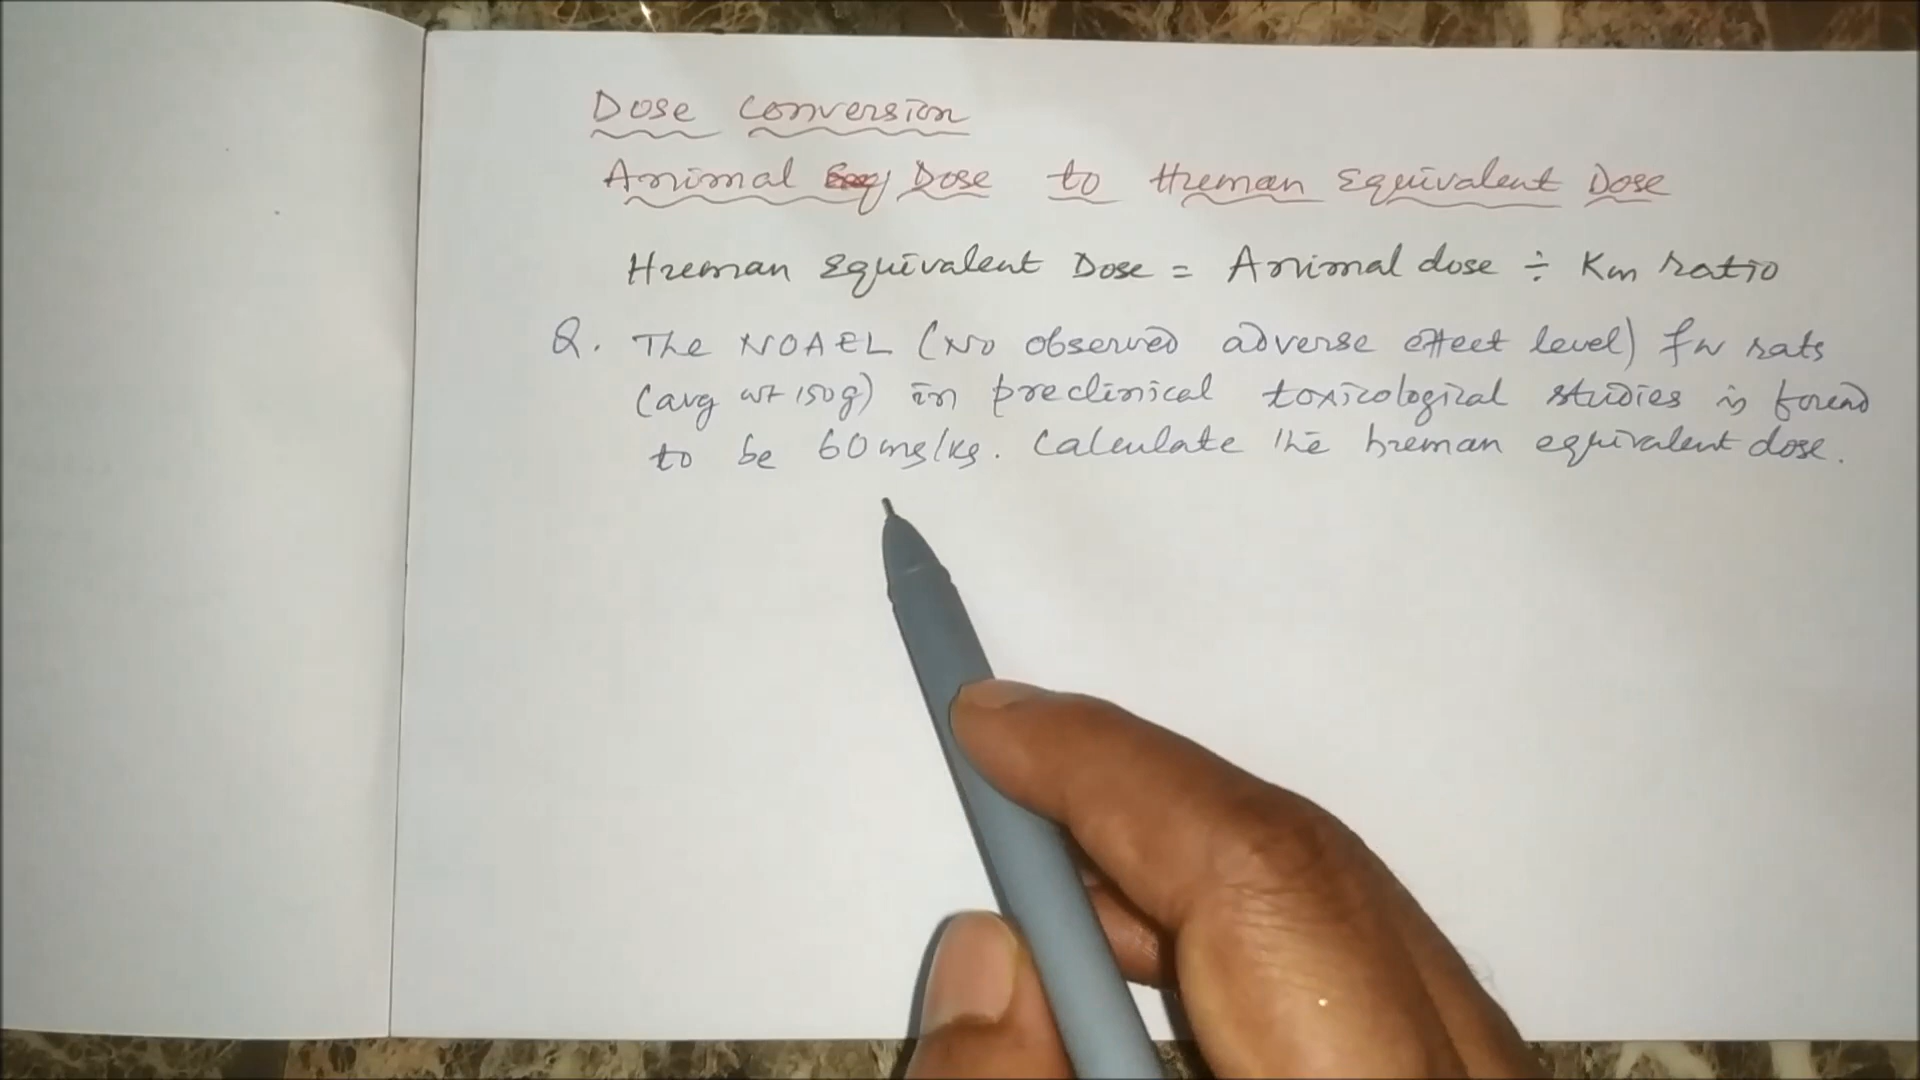 Dose Conversion
Animal Dose to Human Equivalent Dose
Human Equivalent Dose = Animal dose ÷ Km ratio
Q. The NOAEL (No observed adverse effect level) for rats
(avg wt 150g) in preclinical toxicological studies is found
to be 60mg/kg. Calculate the human equivalent dose.